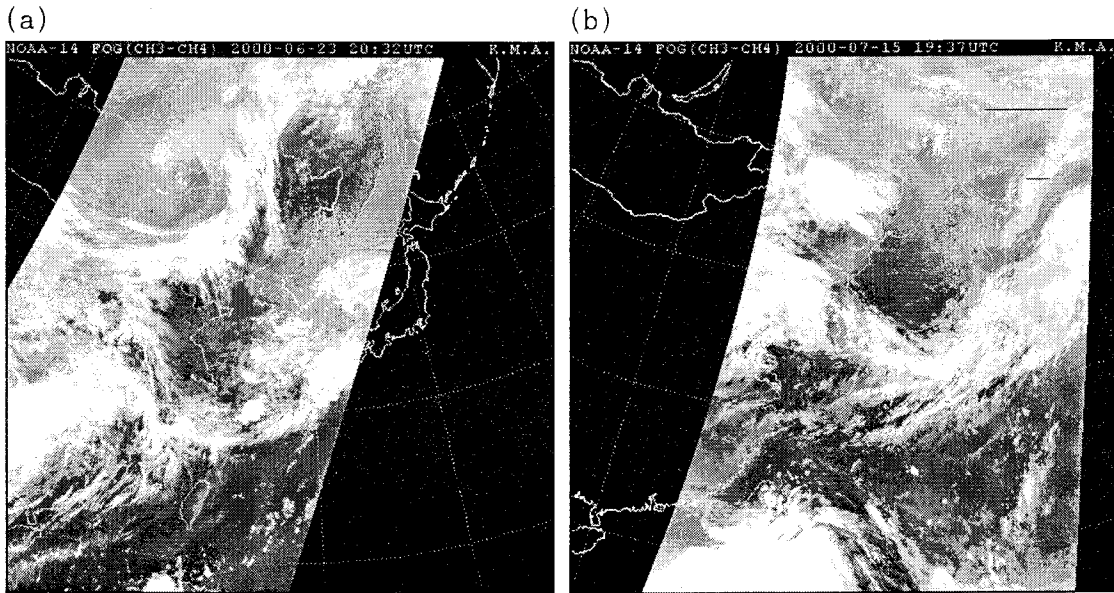 (a)
NOAA-14 FOG(CH3-CH4) 2000-06-23 20:32UTC K.M.A.
(b)
NOAA-14 FOG(CH3-CH4) 2000-07-15 19:37UTC K.M.A.